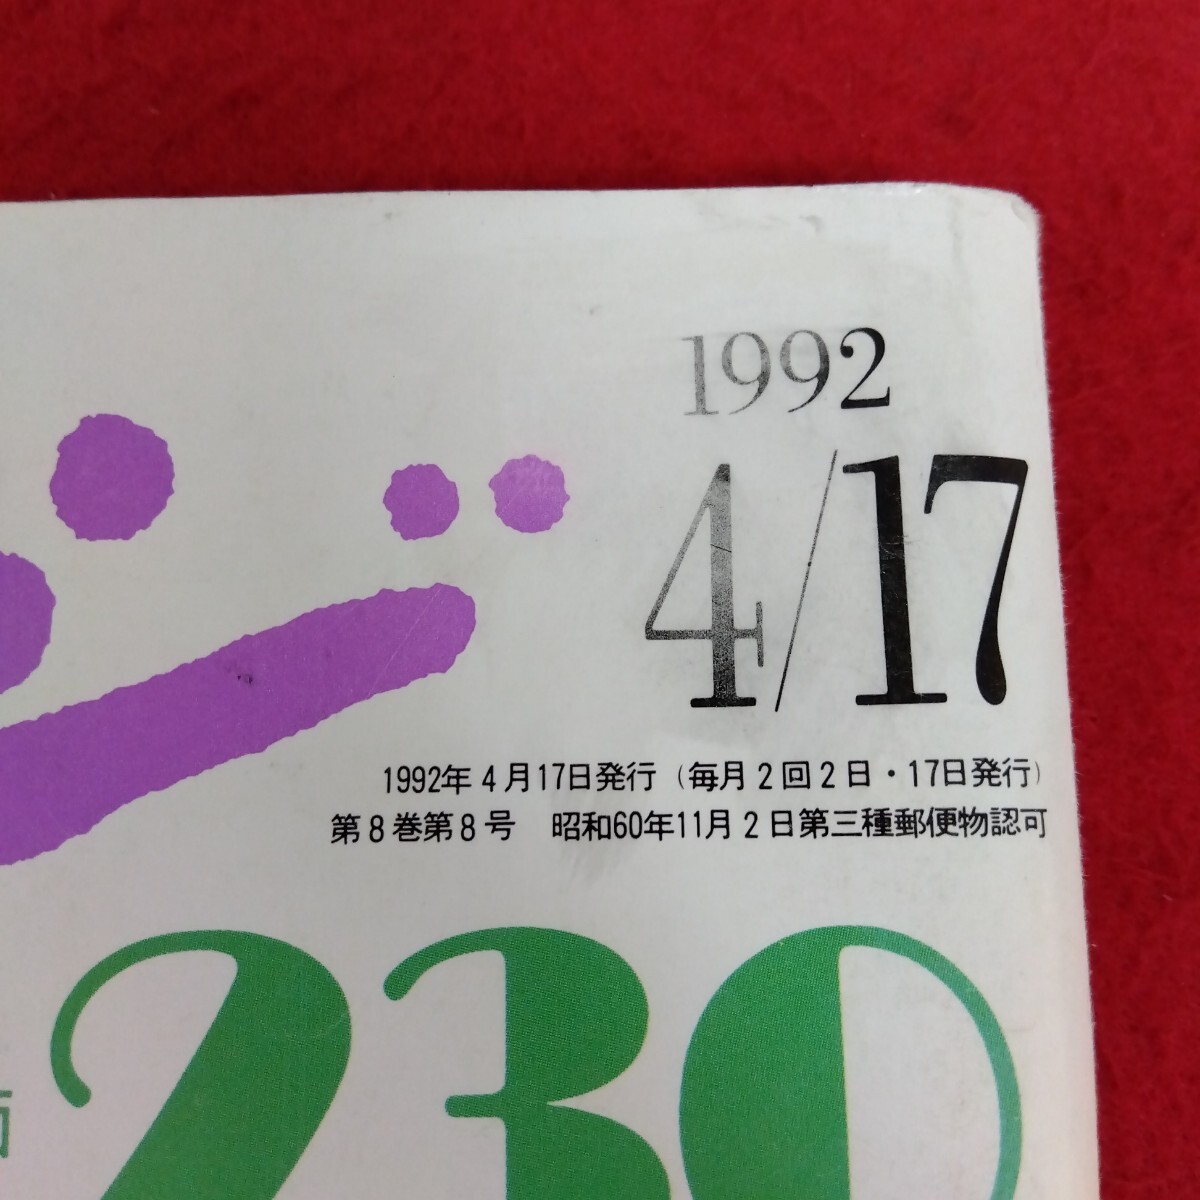 1992
4/17
1992年4月17日発行（毎月2回2日・17日発行）
第8巻第8号　昭和60年11月2日第三種郵便物認可
230